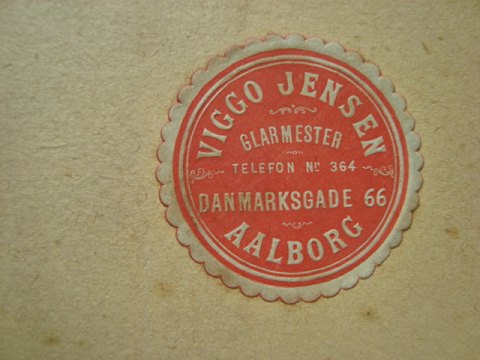 VIGGO JENSEN
GLARMESTER
TELEFON Nº 364
DANMARKSGADE 66
AALBORG